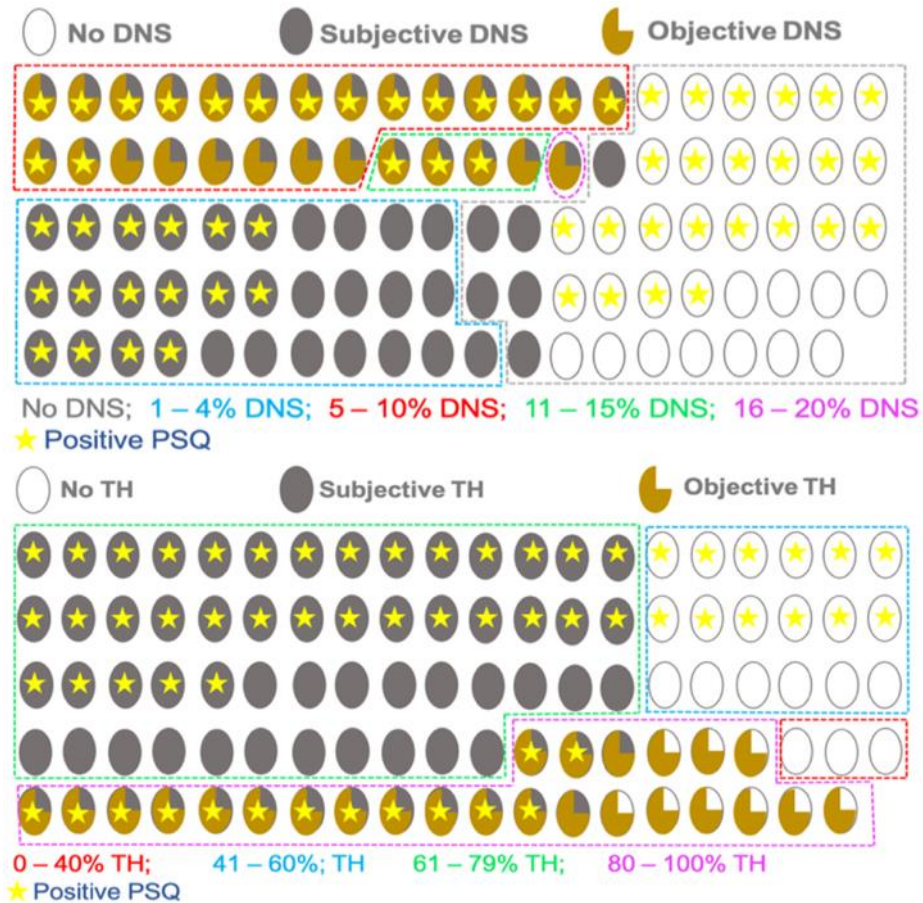 No DNS Subjective DNS Objective DNS
No DNS; 1 – 4% DNS; 5 – 10% DNS; 11 – 15% DNS; 16 – 20% DNS
Positive PSQ
No TH Subjective TH Objective TH
0 – 40% TH; 41 – 60%; TH 61 – 79% TH; 80 – 100% TH
Positive PSQ